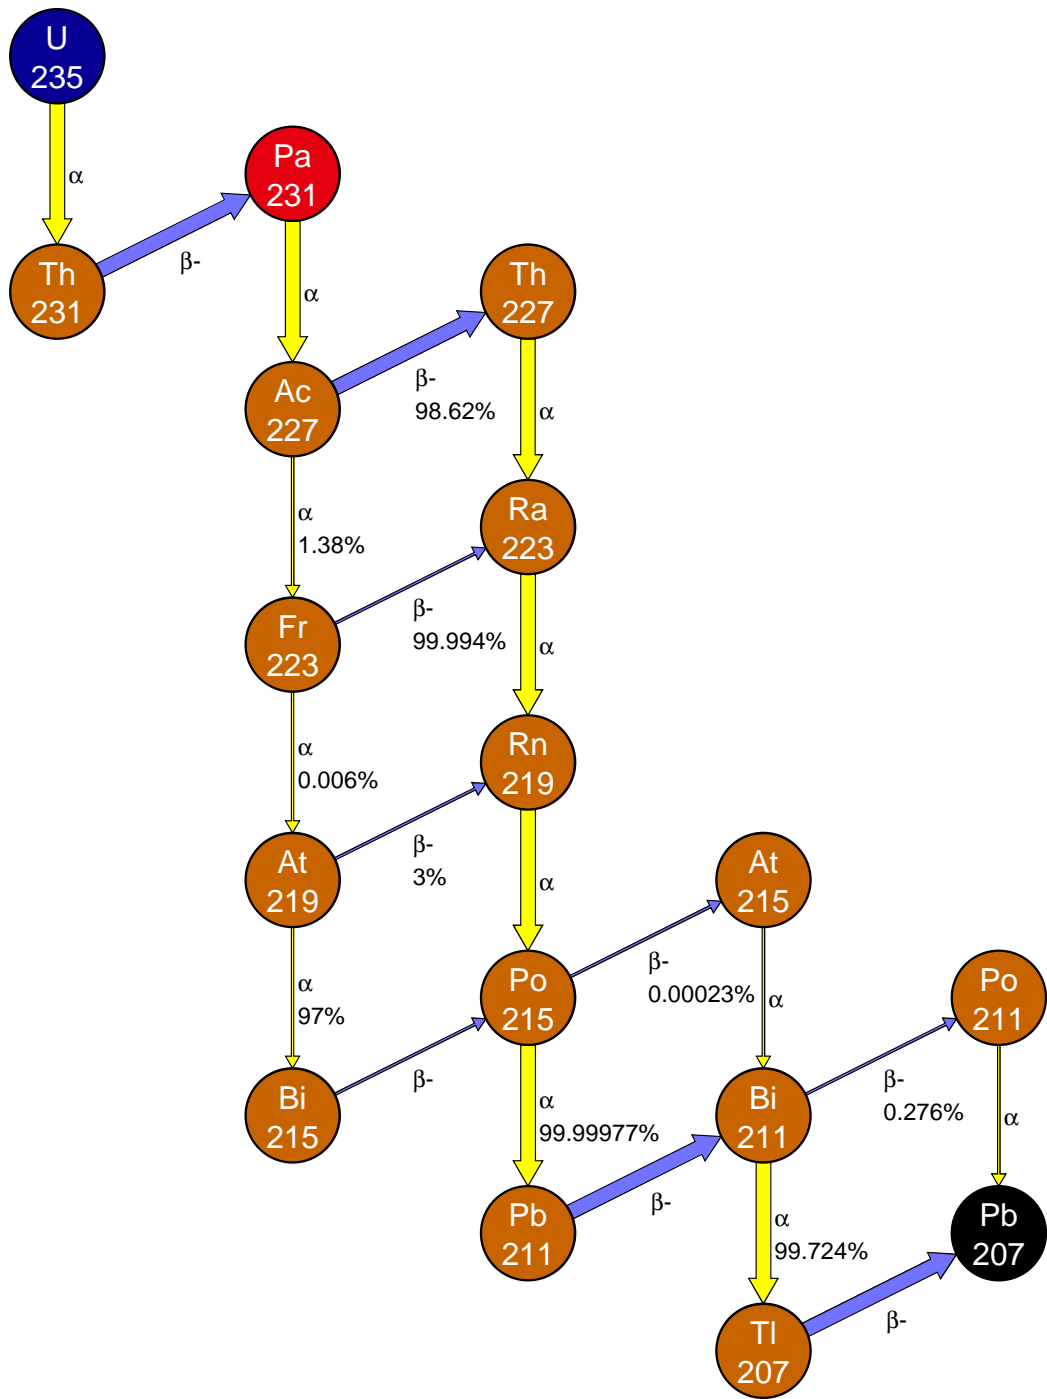 U
235
α
Pa
231
β-
Th
231
α
Th
227
Ac
227
β-
98.62%
α
α
1.38%
Ra
223
Fr
223
β-
99.994%
α
α
0.006%
Rn
219
At
219
β-
3%
α
At
215
α
97%
Po
215
β-
0.00023%
α
Po
211
Bi
215
β-
α
99.99977%
Bi
211
β-
0.276%
α
Pb
211
β-
α
99.724%
Pb
207
Tl
207
β-